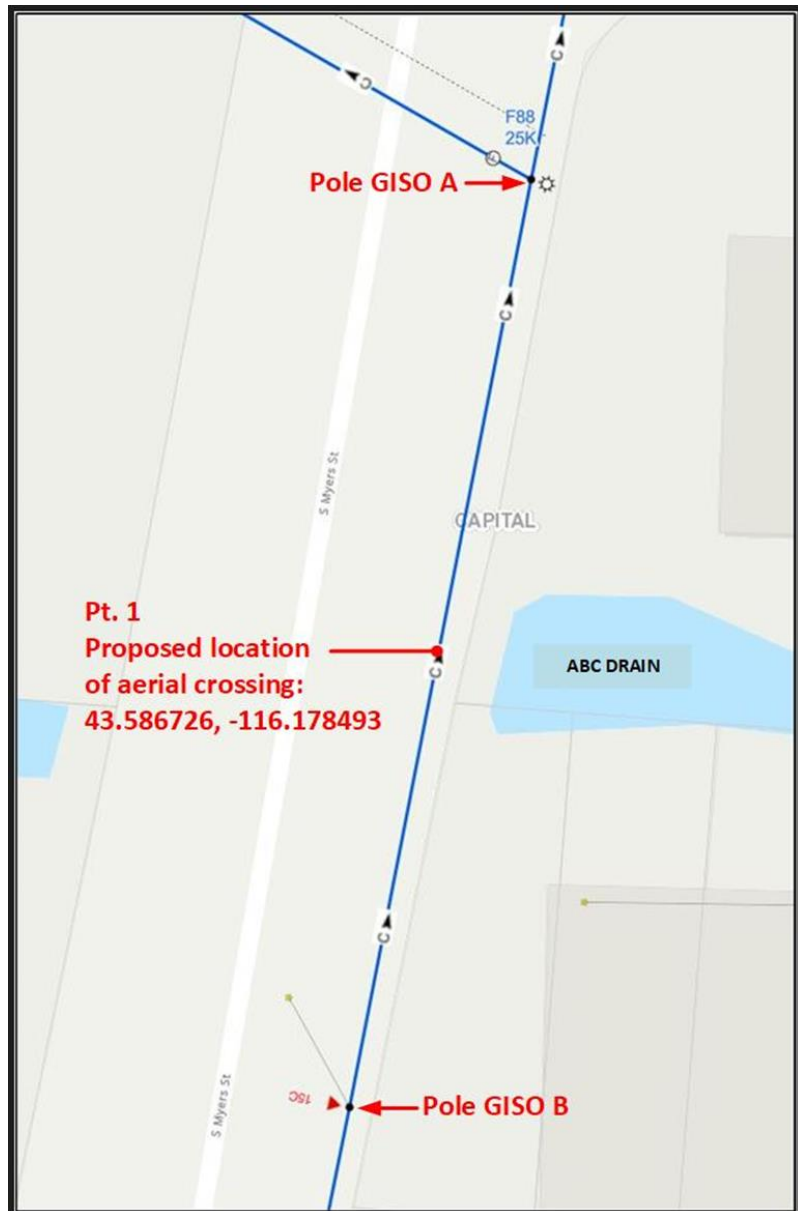 C
C
F88
25K
F
Pole GISO A
C
S Myers St
CAPITAL
Pt. 1
Proposed location
of aerial crossing:
43.586726, -116.178493
C
ABC DRAIN
C
S Myers St
15C
Pole GISO B